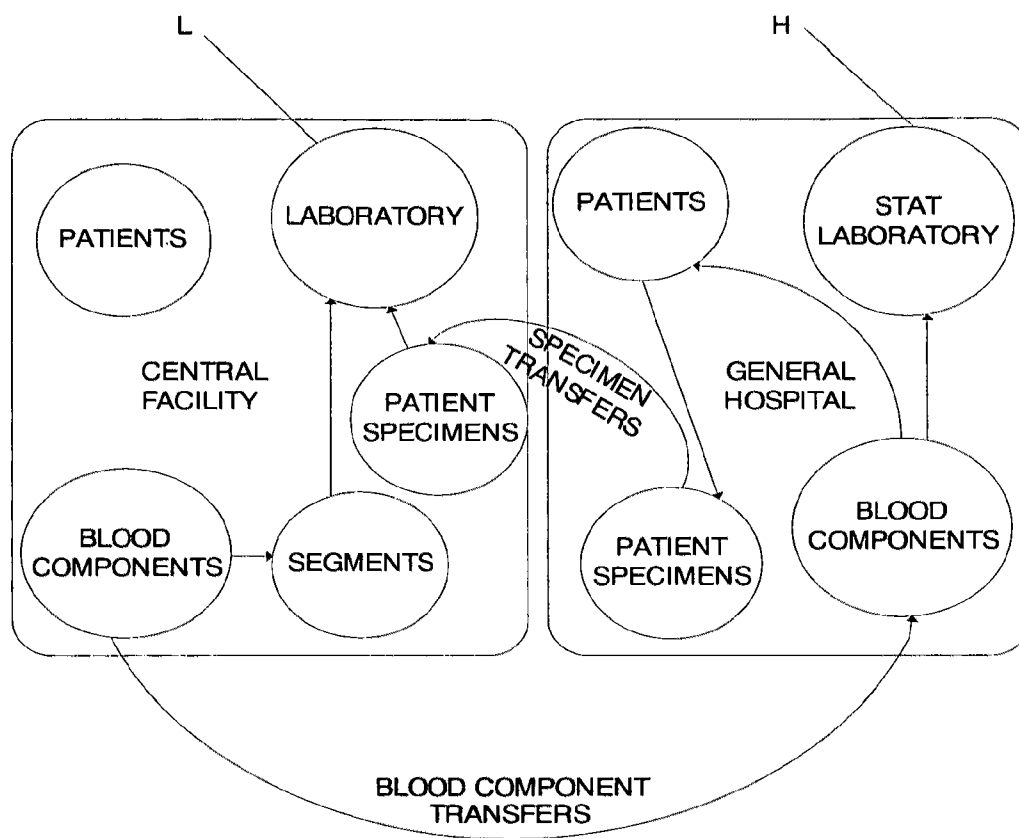 L
H
PATIENTS
LABORATORY
CENTRAL
FACILITY
PATIENT
SPECIMENS
BLOOD
COMPONENTS
SEGMENTS
SPECIMEN
TRANSFERS
PATIENTS
STAT
LABORATORY
GENERAL
HOSPITAL
PATIENT
SPECIMENS
BLOOD
COMPONENTS
BLOOD COMPONENT
TRANSFERS